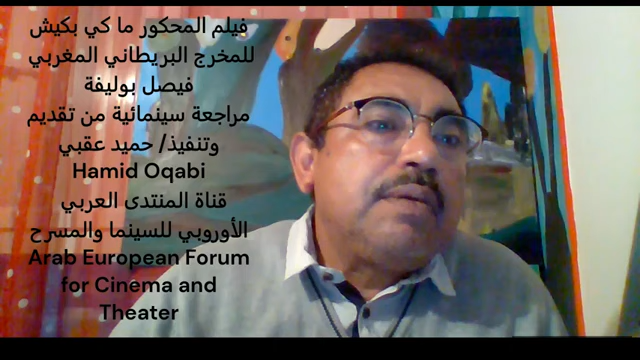 فيلم المحكور ما كي بكيش
للمخرج البريطاني المغربي
فيصل بوليفة
مراجعة سينمائية من تقديم
وتنفيذ/ حميد عقبي
Hamid Oqabi
قناة المنتدى العربي
الأوروبي للسينما والمسرح
Arab European Forum
for Cinema and
Theater